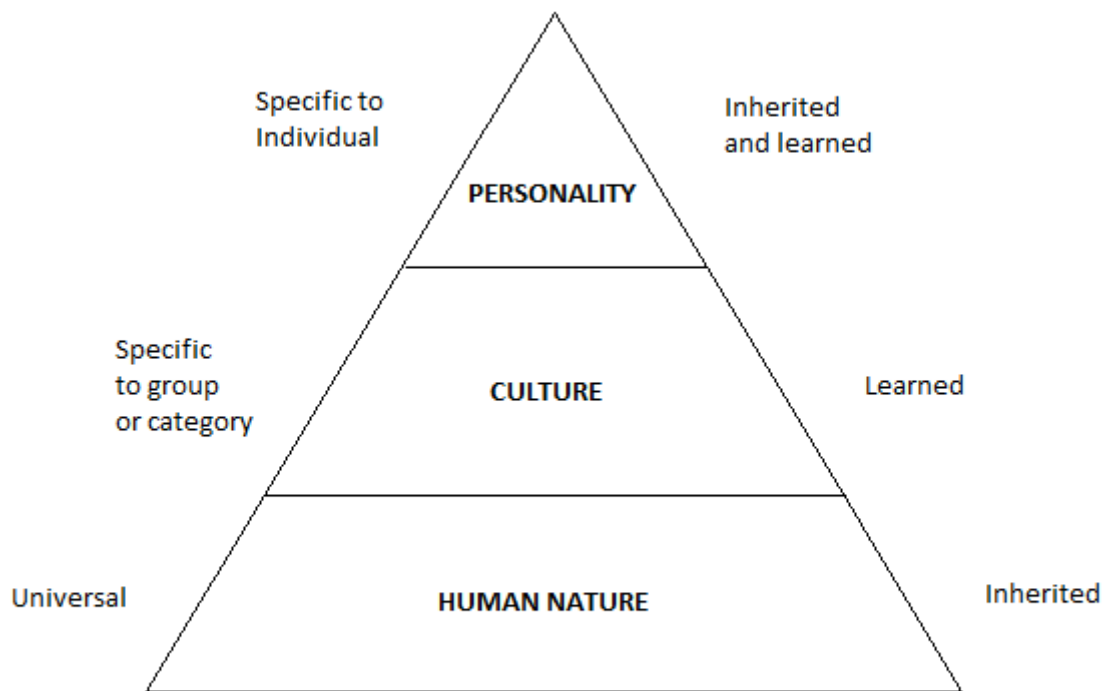 Specific to
Individual
Inherited
and learned
PERSONALITY
Specific
to group
or category
CULTURE
Learned
Universal
HUMAN NATURE
Inherited